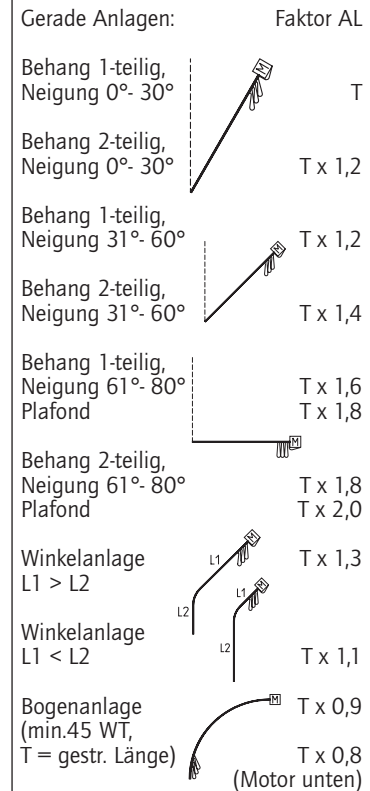 Gerade Anlagen: Faktor AL
Behang 1-teilig,
Neigung 0°- 30° T
Behang 2-teilig,
Neigung 0°- 30° T x 1,2
Behang 1-teilig,
Neigung 31°- 60° T x 1,2
Behang 2-teilig,
Neigung 31°- 60° T x 1,4
Behang 1-teilig,
Neigung 61°- 80° T x 1,6
Plafond T x 1,8
Behang 2-teilig,
Neigung 61°- 80° T x 1,8
Plafond T x 2,0
Winkelanlage T x 1,3
L1 > L2
Winkelanlage
L1 < L2 T x 1,1
Bogenanlage T x 0,9
(min.45 WT,
T = gestr. Länge) T x 0,8
(Motor unten)
M
M
M
M
L1
L2
M
L1
L2
M